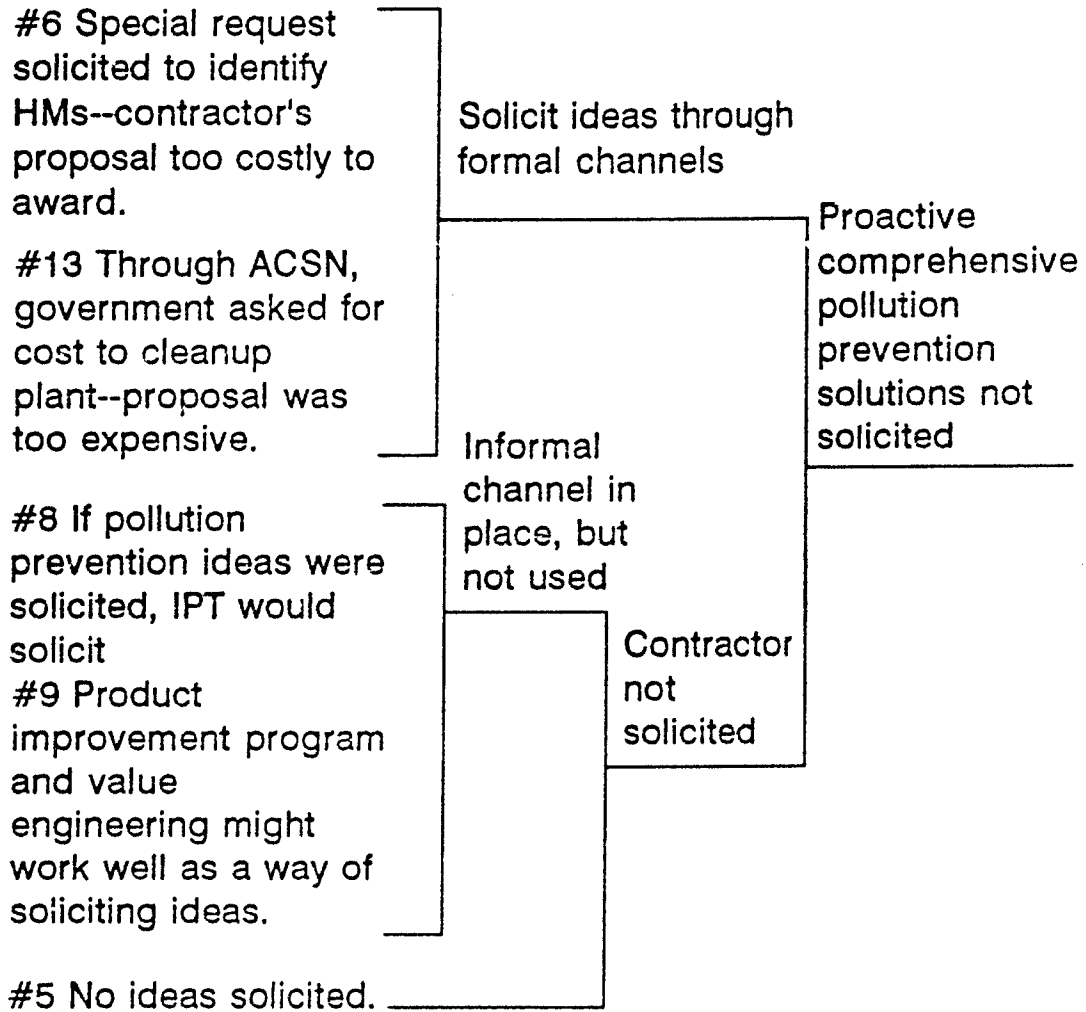 #6 Special request
solicited to identify
HMs--contractor's
proposal too costly to
award.
#13 Through ACSN,
government asked for
cost to cleanup
plant--proposal was
too expensive.
#8 If pollution
prevention ideas were
solicited, IPT would
solicit
#9 Product
improvement program
and value
engineering might
work well as a way of
soliciting ideas.
#5 No ideas solicited.
Solicit ideas through
formal channels
Informal
channel in
place, but
not used
Contractor
not
solicited
Proactive
comprehensive
pollution
prevention
solutions not
solicited